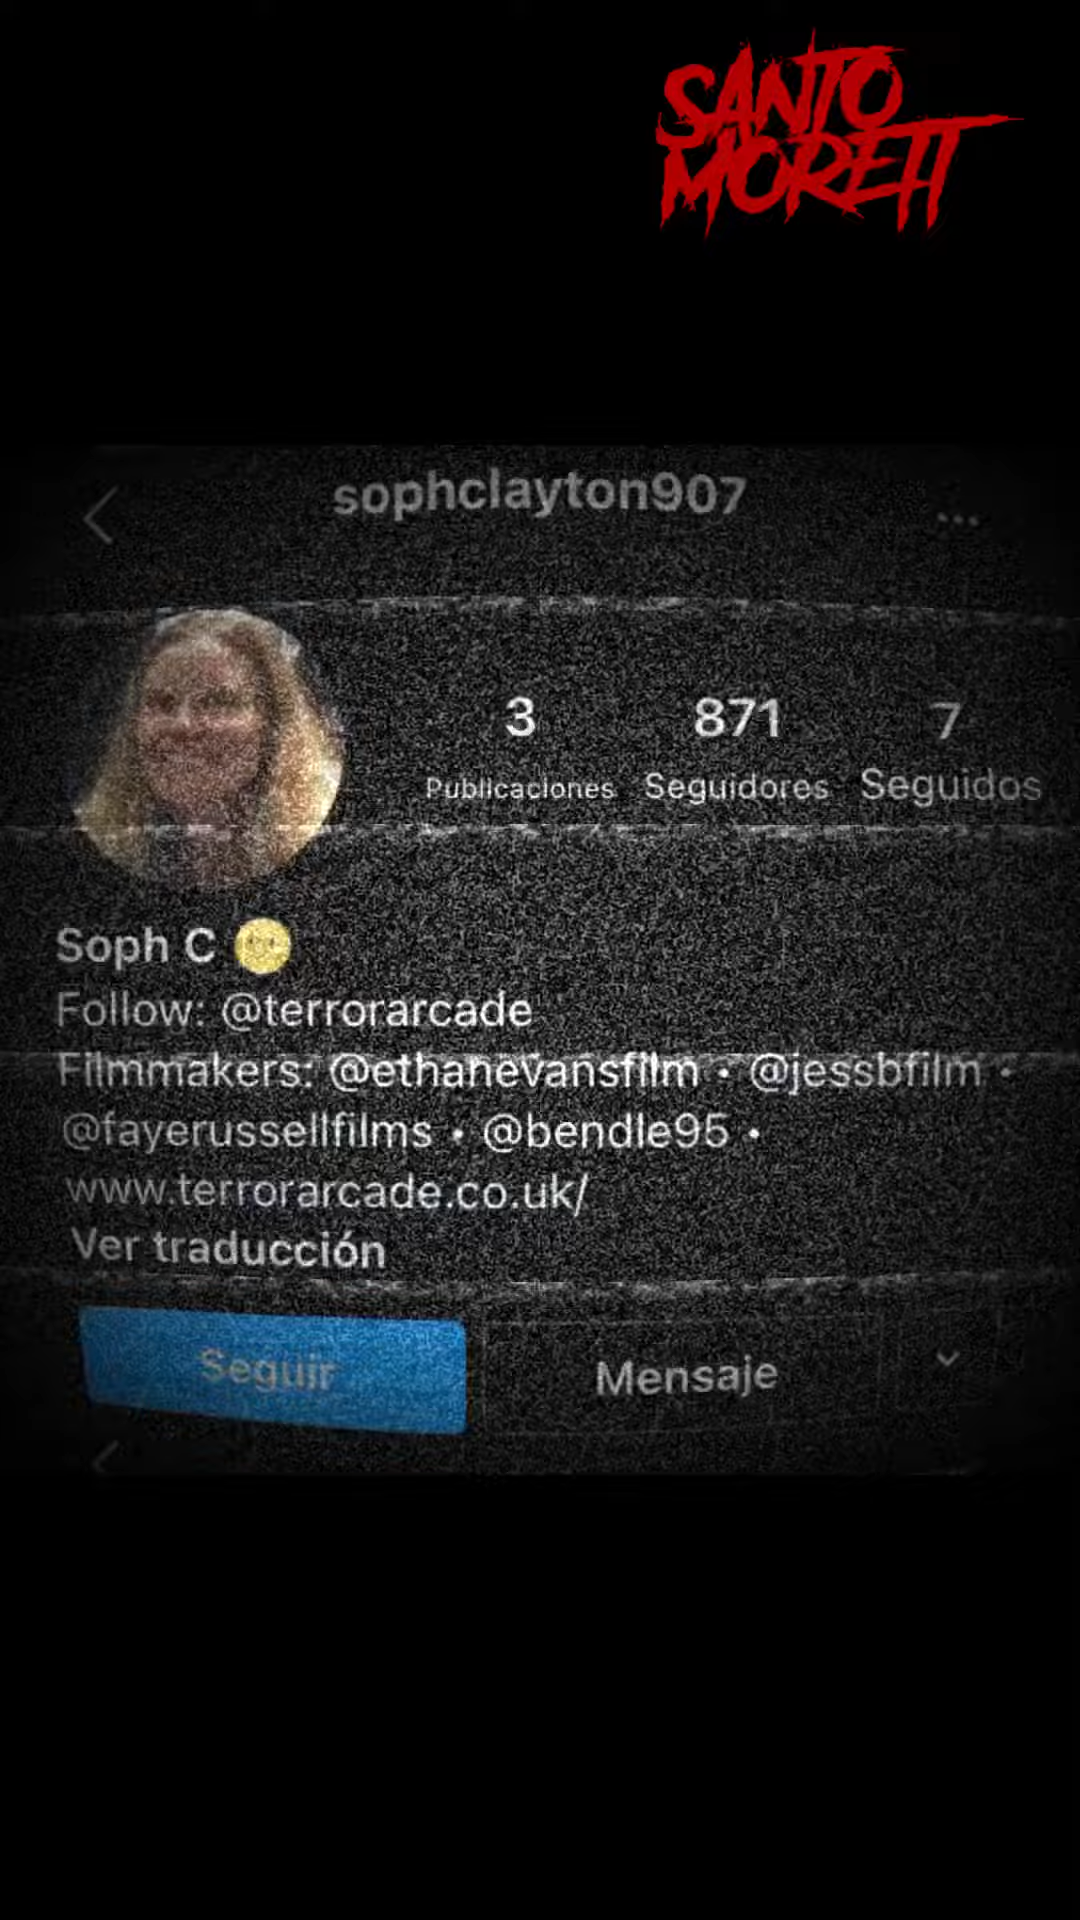 SANTO
MORETT
sophclayton907
3 871 7
Publicaciones Seguidores Seguidos
Soph C
Follow: @terrorarcade
Filmmakers: @ethanevansfilm • @jessbfilm •
@fayerussellfilms • @bendle95 •
www.terrorarcade.co.uk/
Ver traducción
Seguir Mensaje